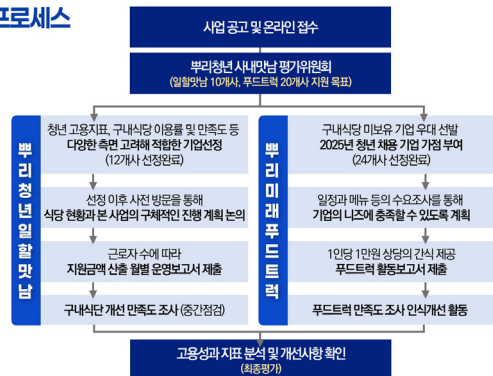 프로세스
사업 공고 및 온라인 접수
뿌리청년 사내맛남 평가위원회
(일할맛남 10개사, 푸드트럭 20개사 지원 목표)
뿌리청년일할맛남
청년 고용지표, 구내식당 이용률 및 만족도 등
다양한 측면 고려해 적합한 기업선정
(12개사 선정완료)
선정 이후 사전 방문을 통해
식당 현황과 본 사업의 구체적인 진행 계획 논의
근로자 수에 따라
지원금액 산출 월별 운영보고서 제출
구내식단 개선 만족도 조사 (중간점검)
뿌리미래푸드트럭
구내식당 미보유 기업 우대 선발
2025년 청년 채용 기업 가점 부여
(24개사 선정완료)
일정과 메뉴 등의 수요조사를 통해
기업의 니즈에 충족할 수 있도록 계획
1인당 1만원 상당의 간식 제공
푸드트럭 활동보고서 제출
푸드트럭 만족도 조사 인식개선 활동
고용성과 지표 분석 및 개선사항 확인
(최종평가)